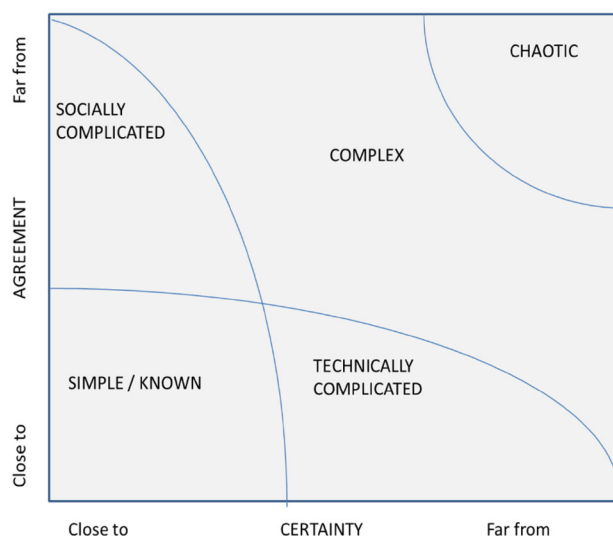 Far from
CHAOTIC
SOCIALLY
COMPLICATED
COMPLEX
AGREEMENT
SIMPLE / KNOWN
TECHNICALLY
COMPLICATED
Close to
Close to
CERTAINTY
Far from